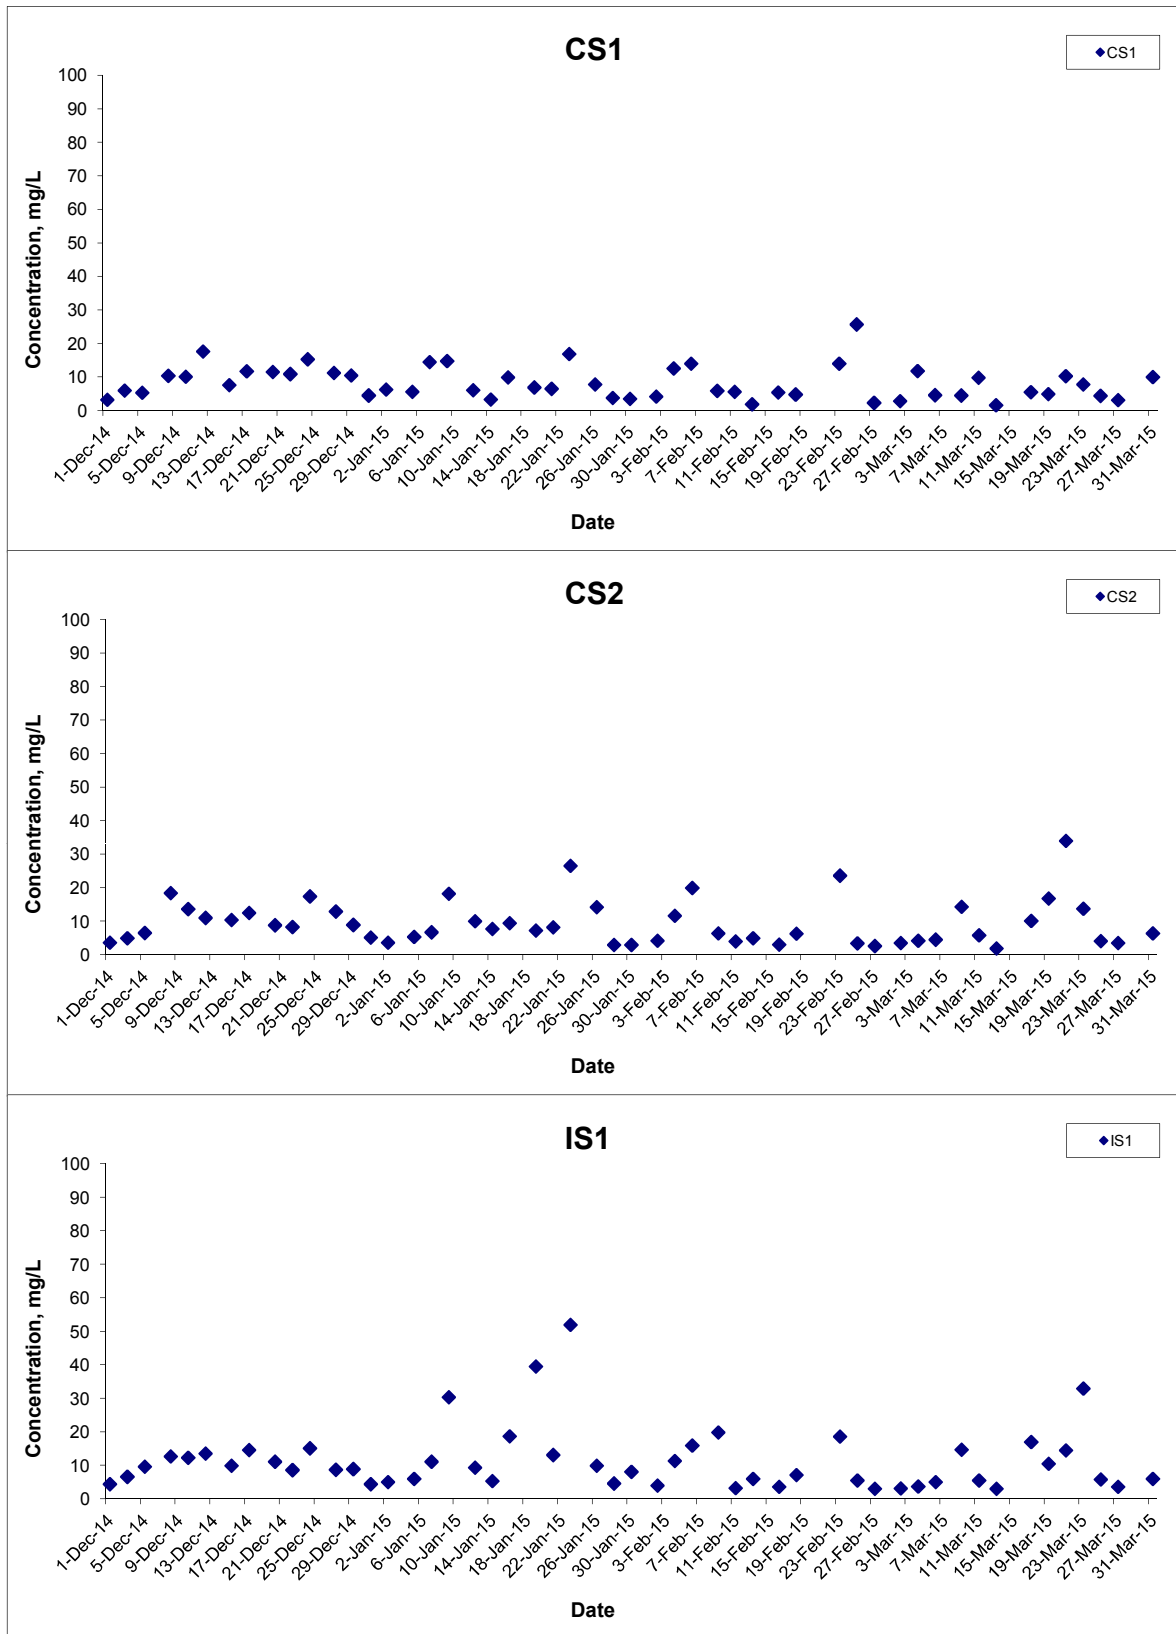 CS1
CS1
100
90
80
70
60
50
40
30
20
10
0
Concentration, mg/L
1-Dec-14
5-Dec-14
9-Dec-14
13-Dec-14
17-Dec-14
21-Dec-14
25-Dec-14
29-Dec-14
2-Jan-15
6-Jan-15
10-Jan-15
14-Jan-15
18-Jan-15
22-Jan-15
26-Jan-15
30-Jan-15
3-Feb-15
7-Feb-15
11-Feb-15
15-Feb-15
19-Feb-15
23-Feb-15
27-Feb-15
3-Mar-15
7-Mar-15
11-Mar-15
15-Mar-15
19-Mar-15
23-Mar-15
27-Mar-15
31-Mar-15
Date
CS2
CS2
100
90
80
70
60
50
40
30
20
10
0
Concentration, mg/L
1-Dec-14
5-Dec-14
9-Dec-14
13-Dec-14
17-Dec-14
21-Dec-14
25-Dec-14
29-Dec-14
2-Jan-15
6-Jan-15
10-Jan-15
14-Jan-15
18-Jan-15
22-Jan-15
26-Jan-15
30-Jan-15
3-Feb-15
7-Feb-15
11-Feb-15
15-Feb-15
19-Feb-15
23-Feb-15
27-Feb-15
3-Mar-15
7-Mar-15
11-Mar-15
15-Mar-15
19-Mar-15
23-Mar-15
27-Mar-15
31-Mar-15
Date
IS1
IS1
100
90
80
70
60
50
40
30
20
10
0
Concentration, mg/L
1-Dec-14
5-Dec-14
9-Dec-14
13-Dec-14
17-Dec-14
21-Dec-14
25-Dec-14
29-Dec-14
2-Jan-15
6-Jan-15
10-Jan-15
14-Jan-15
18-Jan-15
22-Jan-15
26-Jan-15
30-Jan-15
3-Feb-15
7-Feb-15
11-Feb-15
15-Feb-15
19-Feb-15
23-Feb-15
27-Feb-15
3-Mar-15
7-Mar-15
11-Mar-15
15-Mar-15
19-Mar-15
23-Mar-15
27-Mar-15
31-Mar-15
Date